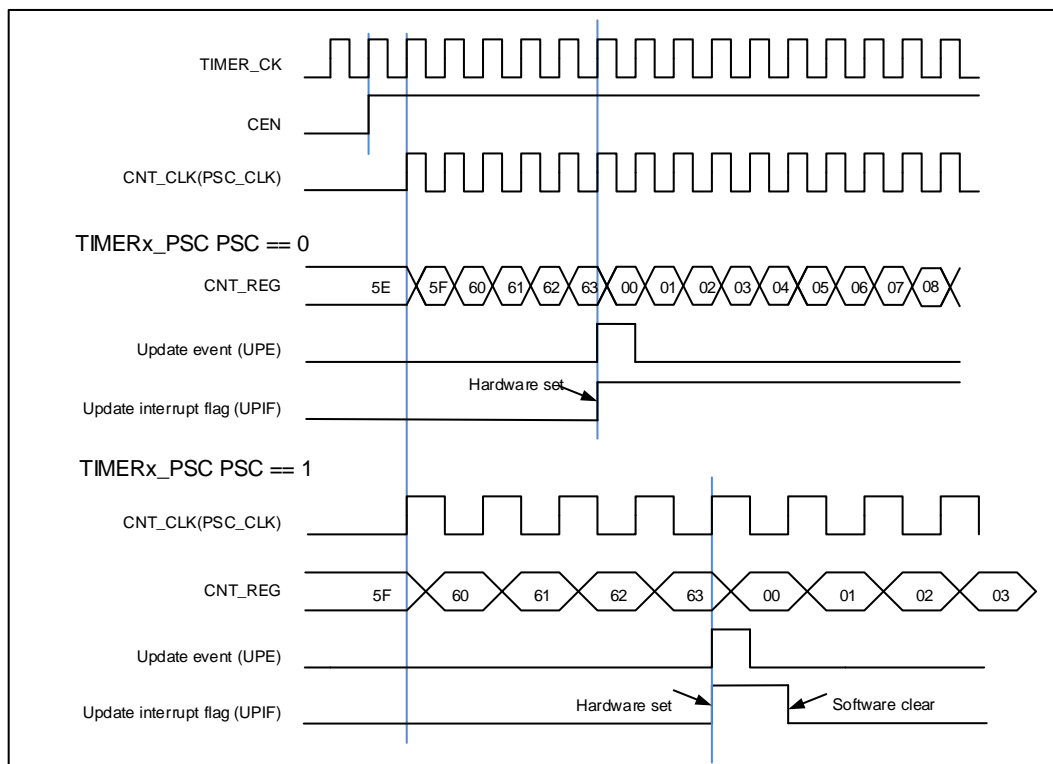 TIMER_CK
CEN
CNT_CLK(PSC_CLK)
TIMERx_PSC PSC == 0
CNT_REG 5E 5F 60 61 62 63 00 01 02 03 04 05 06 07 08
Update event (UPE)
Hardware set
Update interrupt flag (UPIF)
TIMERx_PSC PSC == 1
CNT_CLK(PSC_CLK)
CNT_REG 5F 60 61 62 63 00 01 02 03
Update event (UPE)
Update interrupt flag (UPIF) Hardware set Software clear